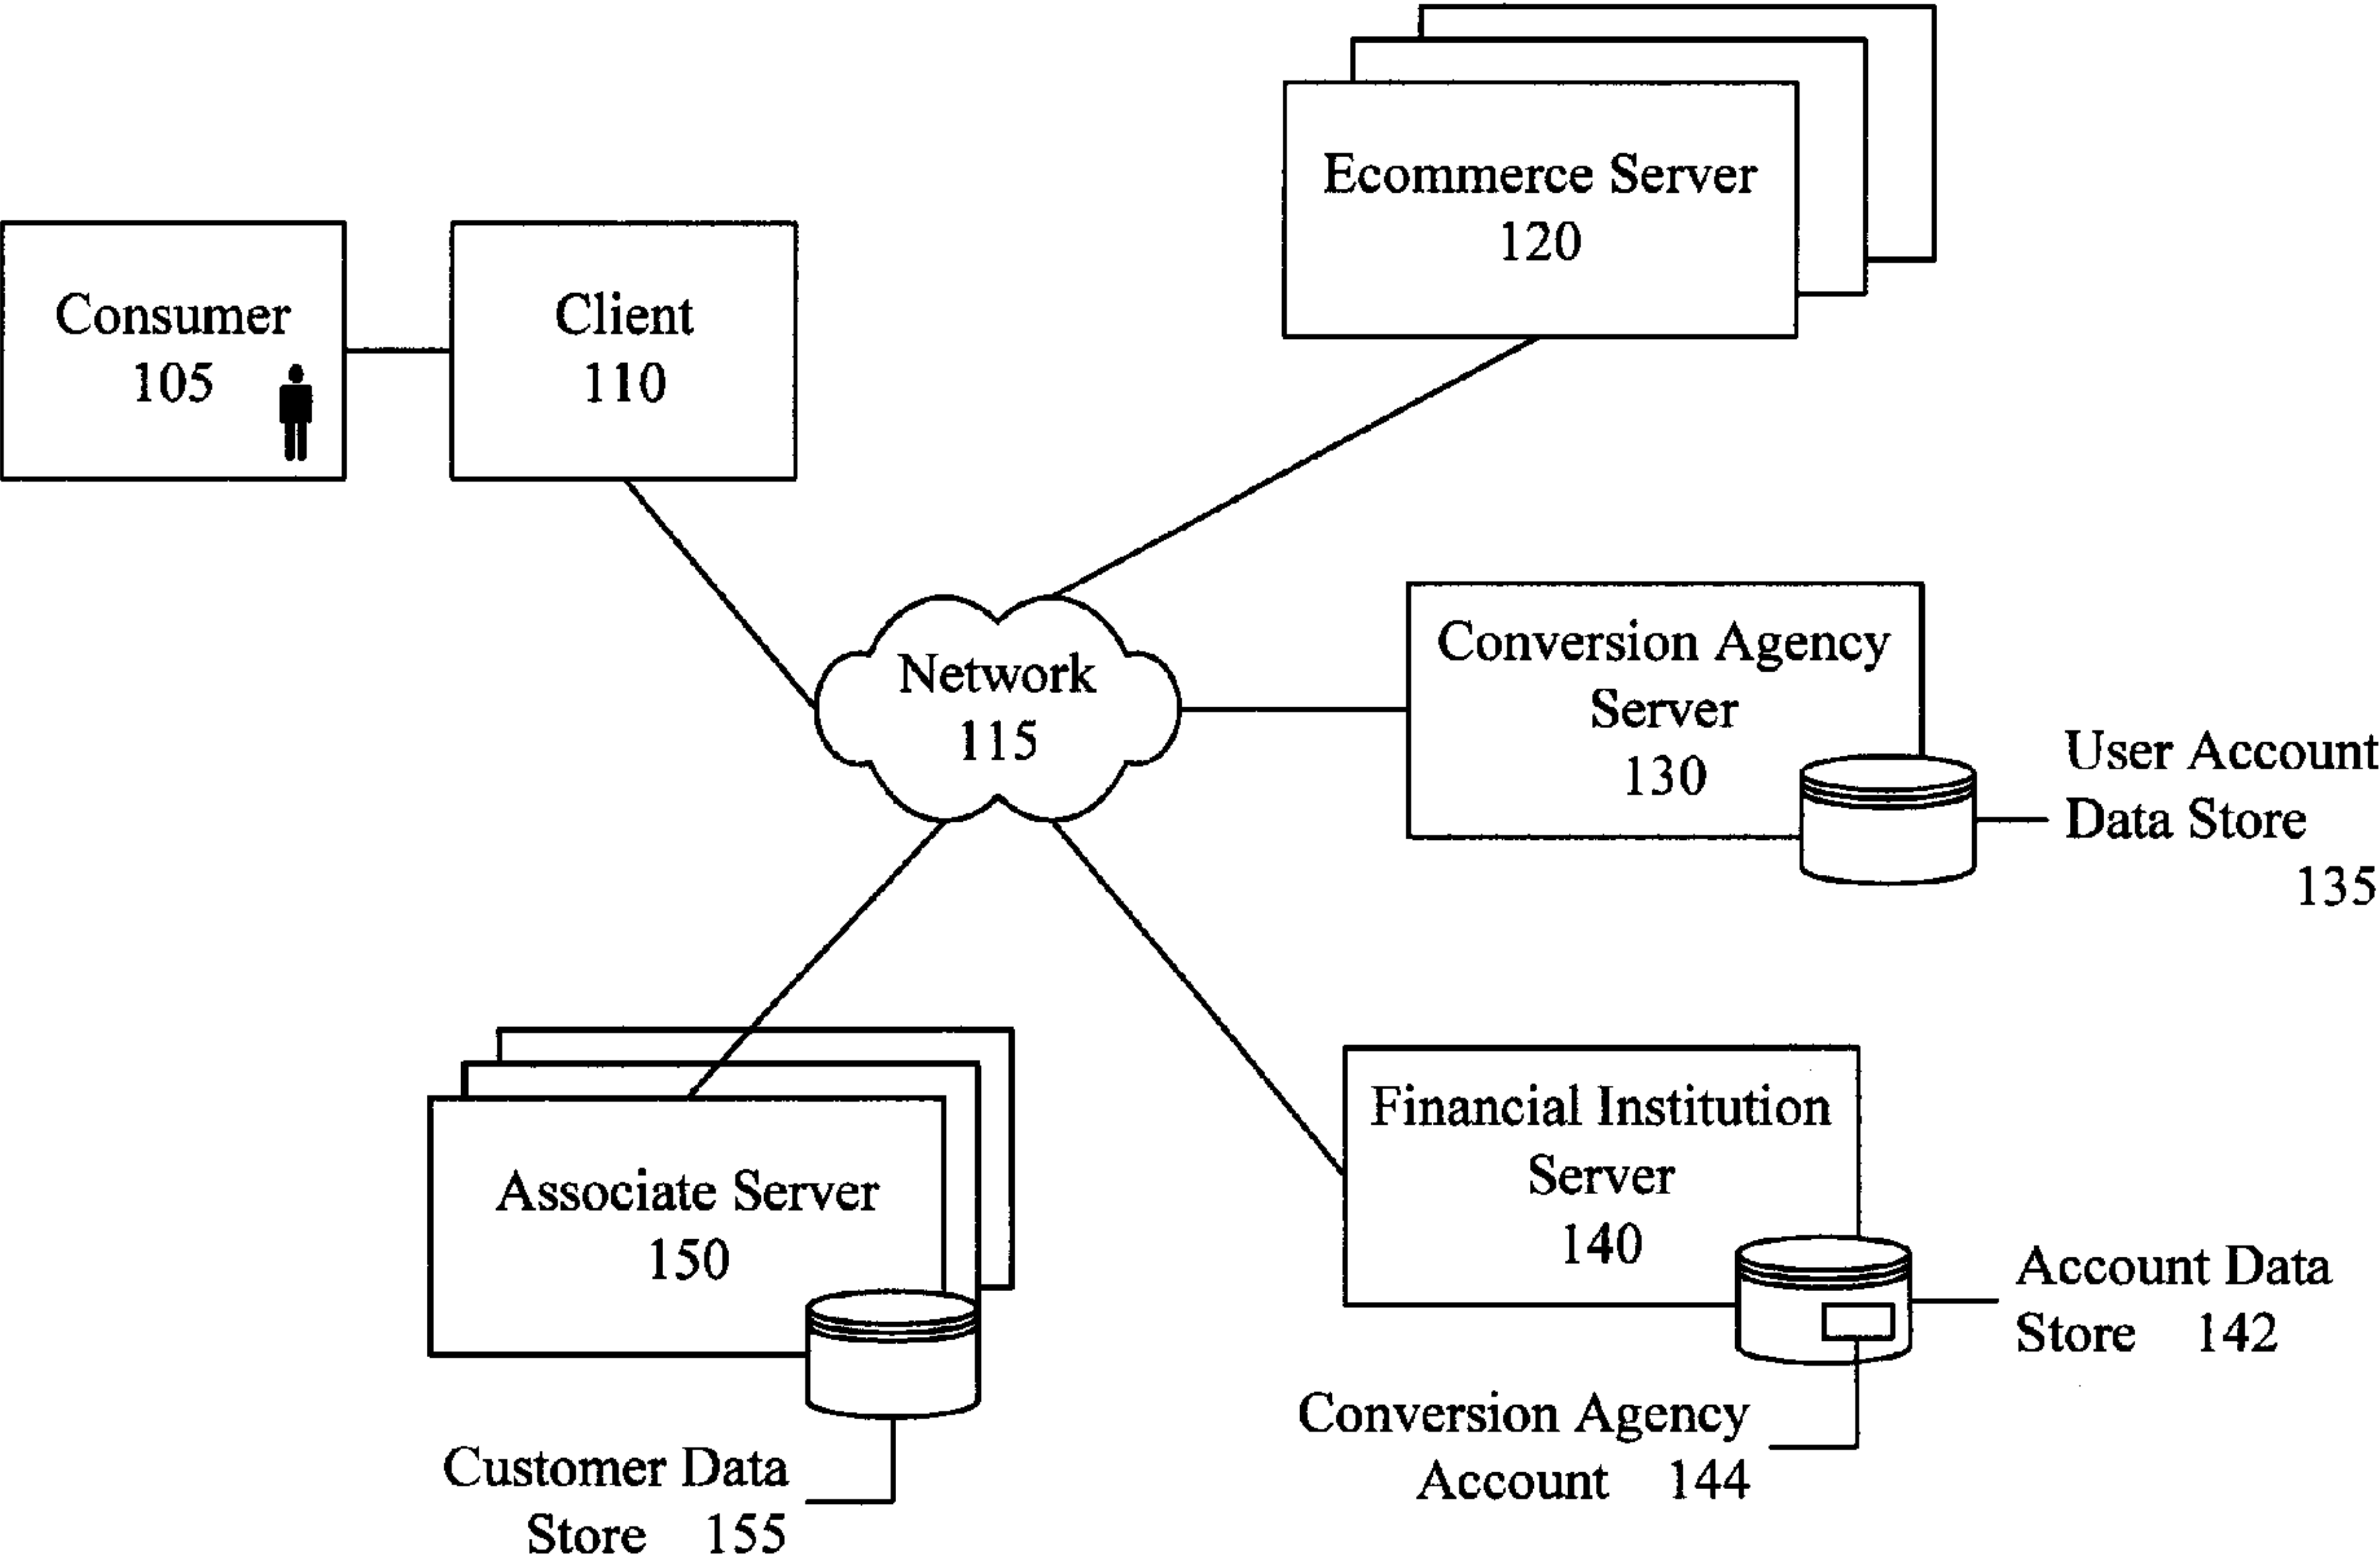 Ecommerce Server
120
Consumer
105
Client
110
Network
115
Conversion Agency
Server
130
User Account
Data Store
135
Associate Server
150
Customer Data
Store 155
Financial Institution
Server
140
Account Data
Store 142
Conversion Agency
Account 144